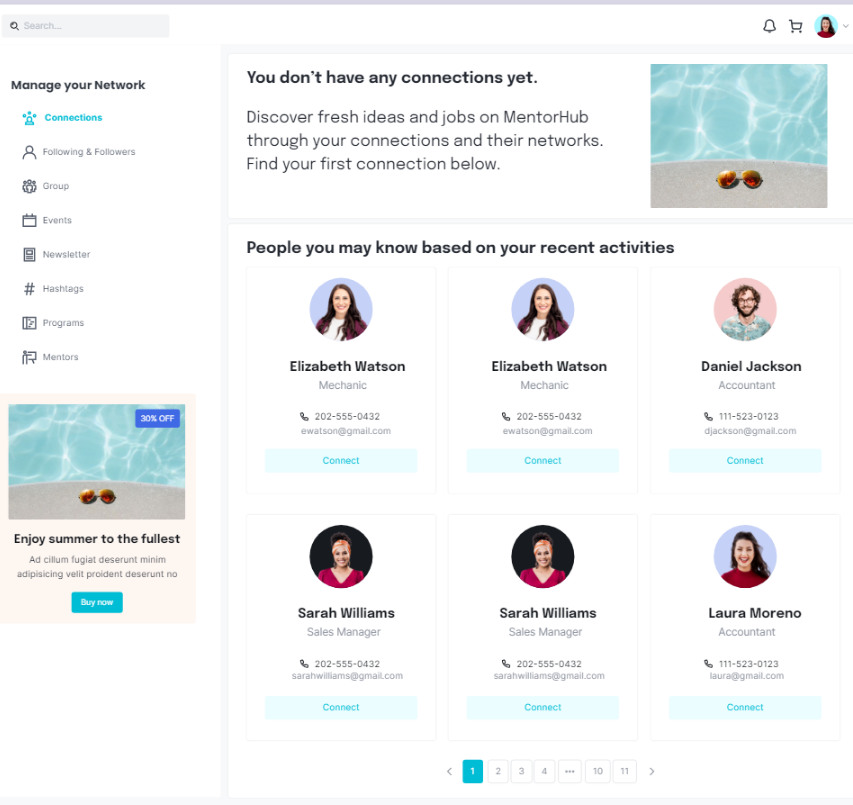 Search...
Manage your Network
Connections
Following & Followers
Group
Events
Newsletter
Hashtags
Programs
Mentors
30% OFF
Enjoy summer to the fullest
Ad cillum fugiat deserunt minim
adipisicing velit proident deserunt no
Buy now
You don’t have any connections yet.
Discover fresh ideas and jobs on MentorHub
through your connections and their networks.
Find your first connection below.
People you may know based on your recent activities
Elizabeth Watson
Mechanic
202-555-0432
ewatson@gmail.com
Connect
Elizabeth Watson
Mechanic
202-555-0432
ewatson@gmail.com
Connect
Daniel Jackson
Accountant
111-523-0123
djackson@gmail.com
Connect
Sarah Williams
Sales Manager
202-555-0432
sarahwilliams@gmail.com
Connect
Sarah Williams
Sales Manager
202-555-0432
sarahwilliams@gmail.com
Connect
Laura Moreno
Accountant
111-523-0123
laura@gmail.com
Connect
< 1 2 3 4 ••• 10 11 >